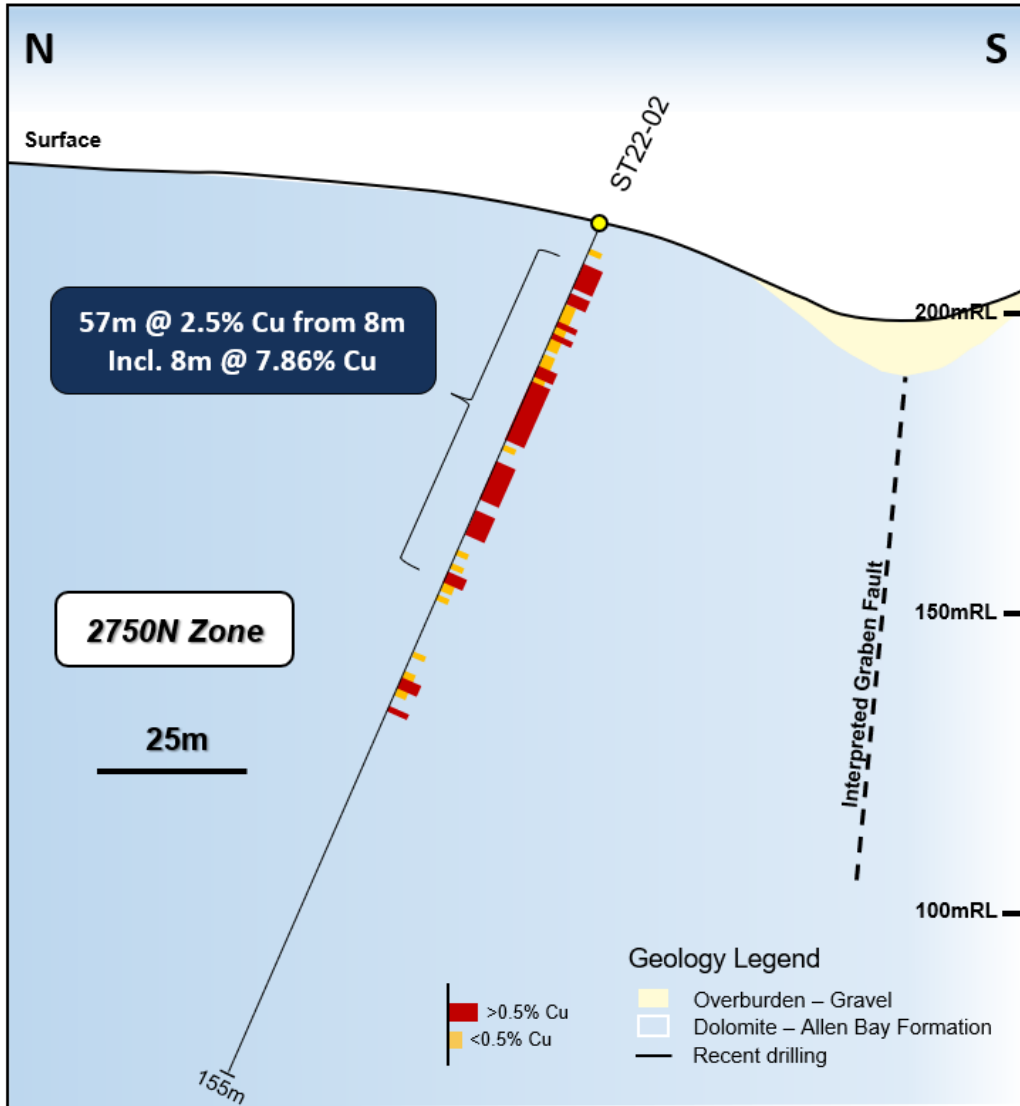 N
S
Surface
ST22-02
57m @ 2.5% Cu from 8m
Incl. 8m @ 7.86% Cu
200mRL
2750N Zone
25m
150mRL
Interpreted Graben Fault
100mRL
Geology Legend
Overburden – Gravel
Dolomite – Allen Bay Formation
Recent drilling
>0.5% Cu
<0.5% Cu
155m